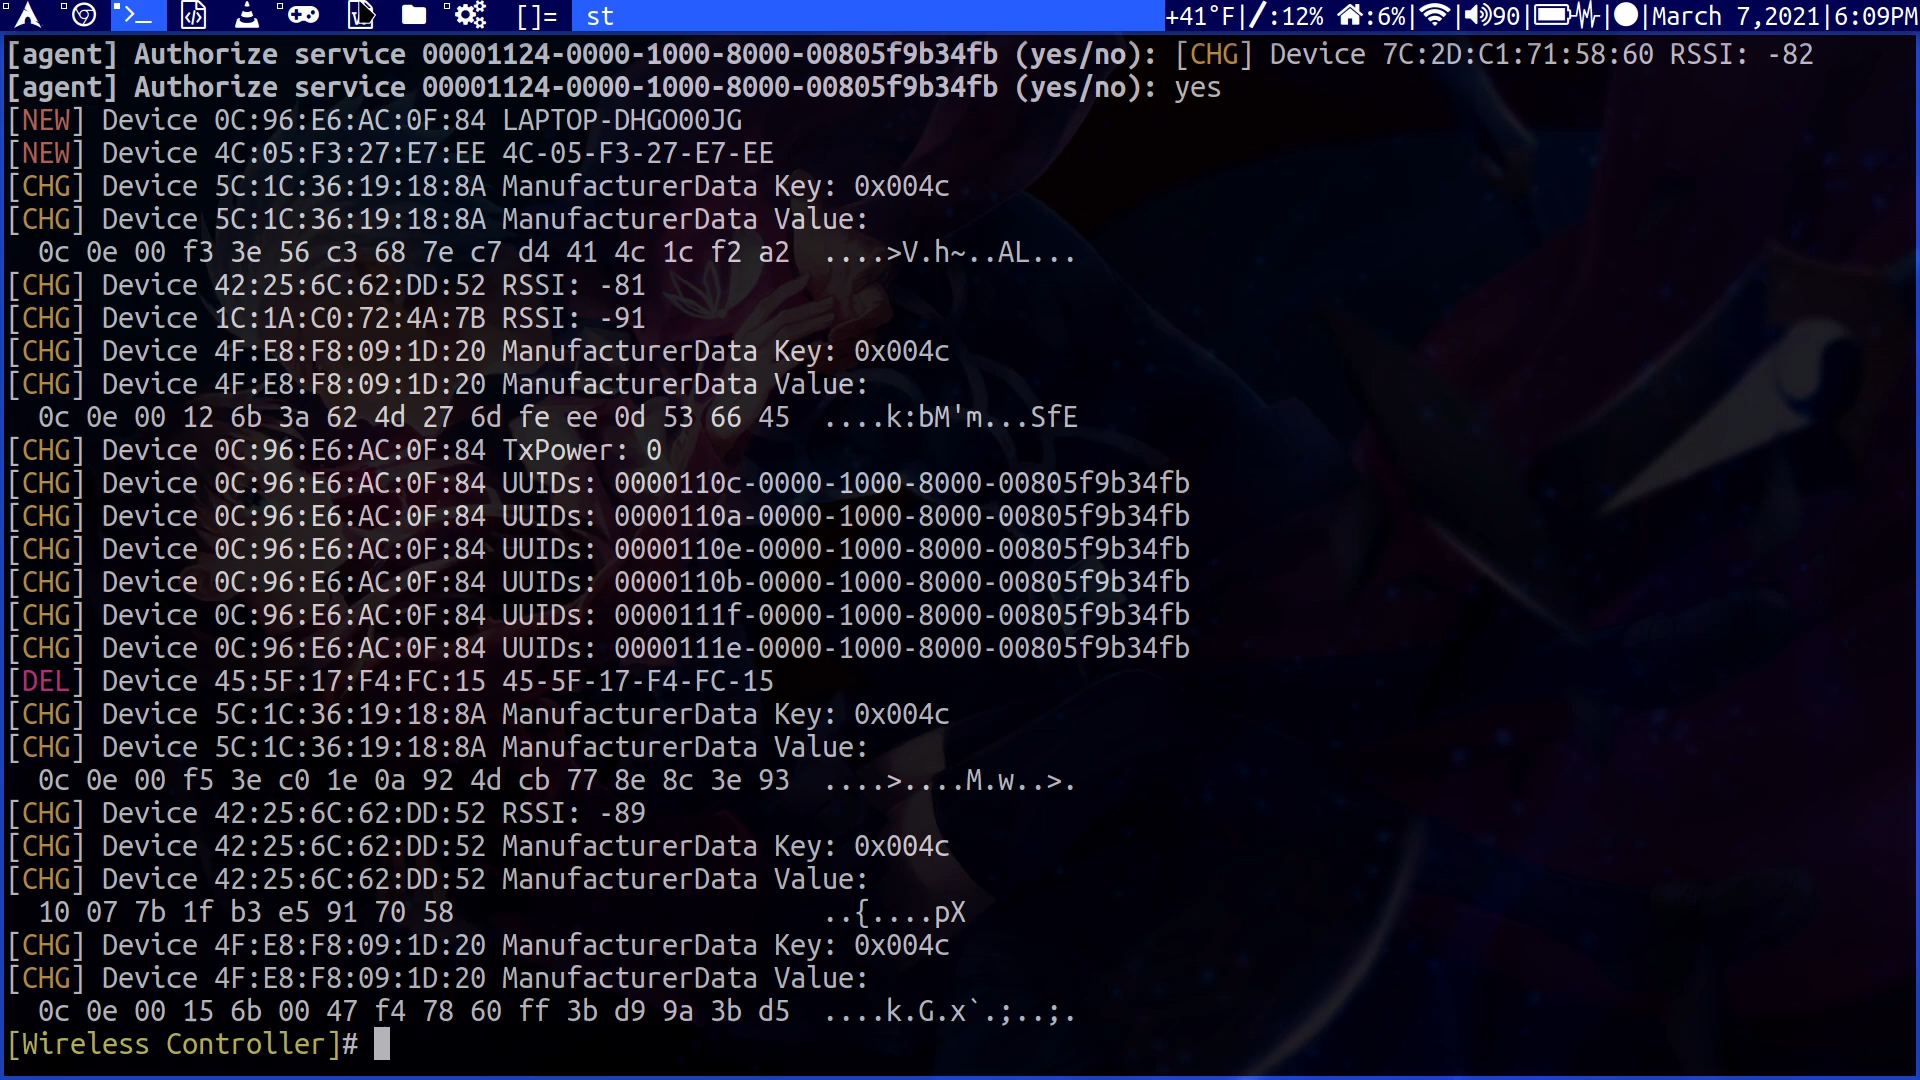 []= st +41°F|/:12% :6%| | 90| | |March 7,2021|6:09PM
[agent] Authorize service 00001124-0000-1000-8000-00805f9b34fb (yes/no): [CHG] Device 7C:2D:C1:71:58:60 RSSI: -82
[agent] Authorize service 00001124-0000-1000-8000-00805f9b34fb (yes/no): yes
[NEW] Device 0C:96:E6:AC:0F:84 LAPTOP-DHGO00JG
[NEW] Device 4C:05:F3:27:E7:EE 4C-05-F3-27-E7-EE
[CHG] Device 5C:1C:36:19:18:8A ManufacturerData Key: 0x004c
[CHG] Device 5C:1C:36:19:18:8A ManufacturerData Value:
  0c 0e 00 f3 3e 56 c3 68 7e c7 d4 41 4c 1c f2 a2  ....>V.h~..AL...
[CHG] Device 42:25:6C:62:DD:52 RSSI: -81
[CHG] Device 1C:1A:C0:72:4A:7B RSSI: -91
[CHG] Device 4F:E8:F8:09:1D:20 ManufacturerData Key: 0x004c
[CHG] Device 4F:E8:F8:09:1D:20 ManufacturerData Value:
  0c 0e 00 12 6b 3a 62 4d 27 6d fe ee 0d 53 66 45  ....k:bM'm...SfE
[CHG] Device 0C:96:E6:AC:0F:84 TxPower: 0
[CHG] Device 0C:96:E6:AC:0F:84 UUIDs: 0000110c-0000-1000-8000-00805f9b34fb
[CHG] Device 0C:96:E6:AC:0F:84 UUIDs: 0000110a-0000-1000-8000-00805f9b34fb
[CHG] Device 0C:96:E6:AC:0F:84 UUIDs: 0000110e-0000-1000-8000-00805f9b34fb
[CHG] Device 0C:96:E6:AC:0F:84 UUIDs: 0000110b-0000-1000-8000-00805f9b34fb
[CHG] Device 0C:96:E6:AC:0F:84 UUIDs: 0000111f-0000-1000-8000-00805f9b34fb
[CHG] Device 0C:96:E6:AC:0F:84 UUIDs: 0000111e-0000-1000-8000-00805f9b34fb
[DEL] Device 45:5F:17:F4:FC:15 45-5F-17-F4-FC-15
[CHG] Device 5C:1C:36:19:18:8A ManufacturerData Key: 0x004c
[CHG] Device 5C:1C:36:19:18:8A ManufacturerData Value:
  0c 0e 00 f5 3e c0 1e 0a 92 4d cb 77 8e 8c 3e 93  ....>....M.w..>.
[CHG] Device 42:25:6C:62:DD:52 RSSI: -89
[CHG] Device 42:25:6C:62:DD:52 ManufacturerData Key: 0x004c
[CHG] Device 42:25:6C:62:DD:52 ManufacturerData Value:
  10 07 7b 1f b3 e5 91 70 58                       ..{....pX
[CHG] Device 4F:E8:F8:09:1D:20 ManufacturerData Key: 0x004c
[CHG] Device 4F:E8:F8:09:1D:20 ManufacturerData Value:
  0c 0e 00 15 6b 00 47 f4 78 60 ff 3b d9 9a 3b d5  ....k.G.x`.;..;.
[Wireless Controller]#